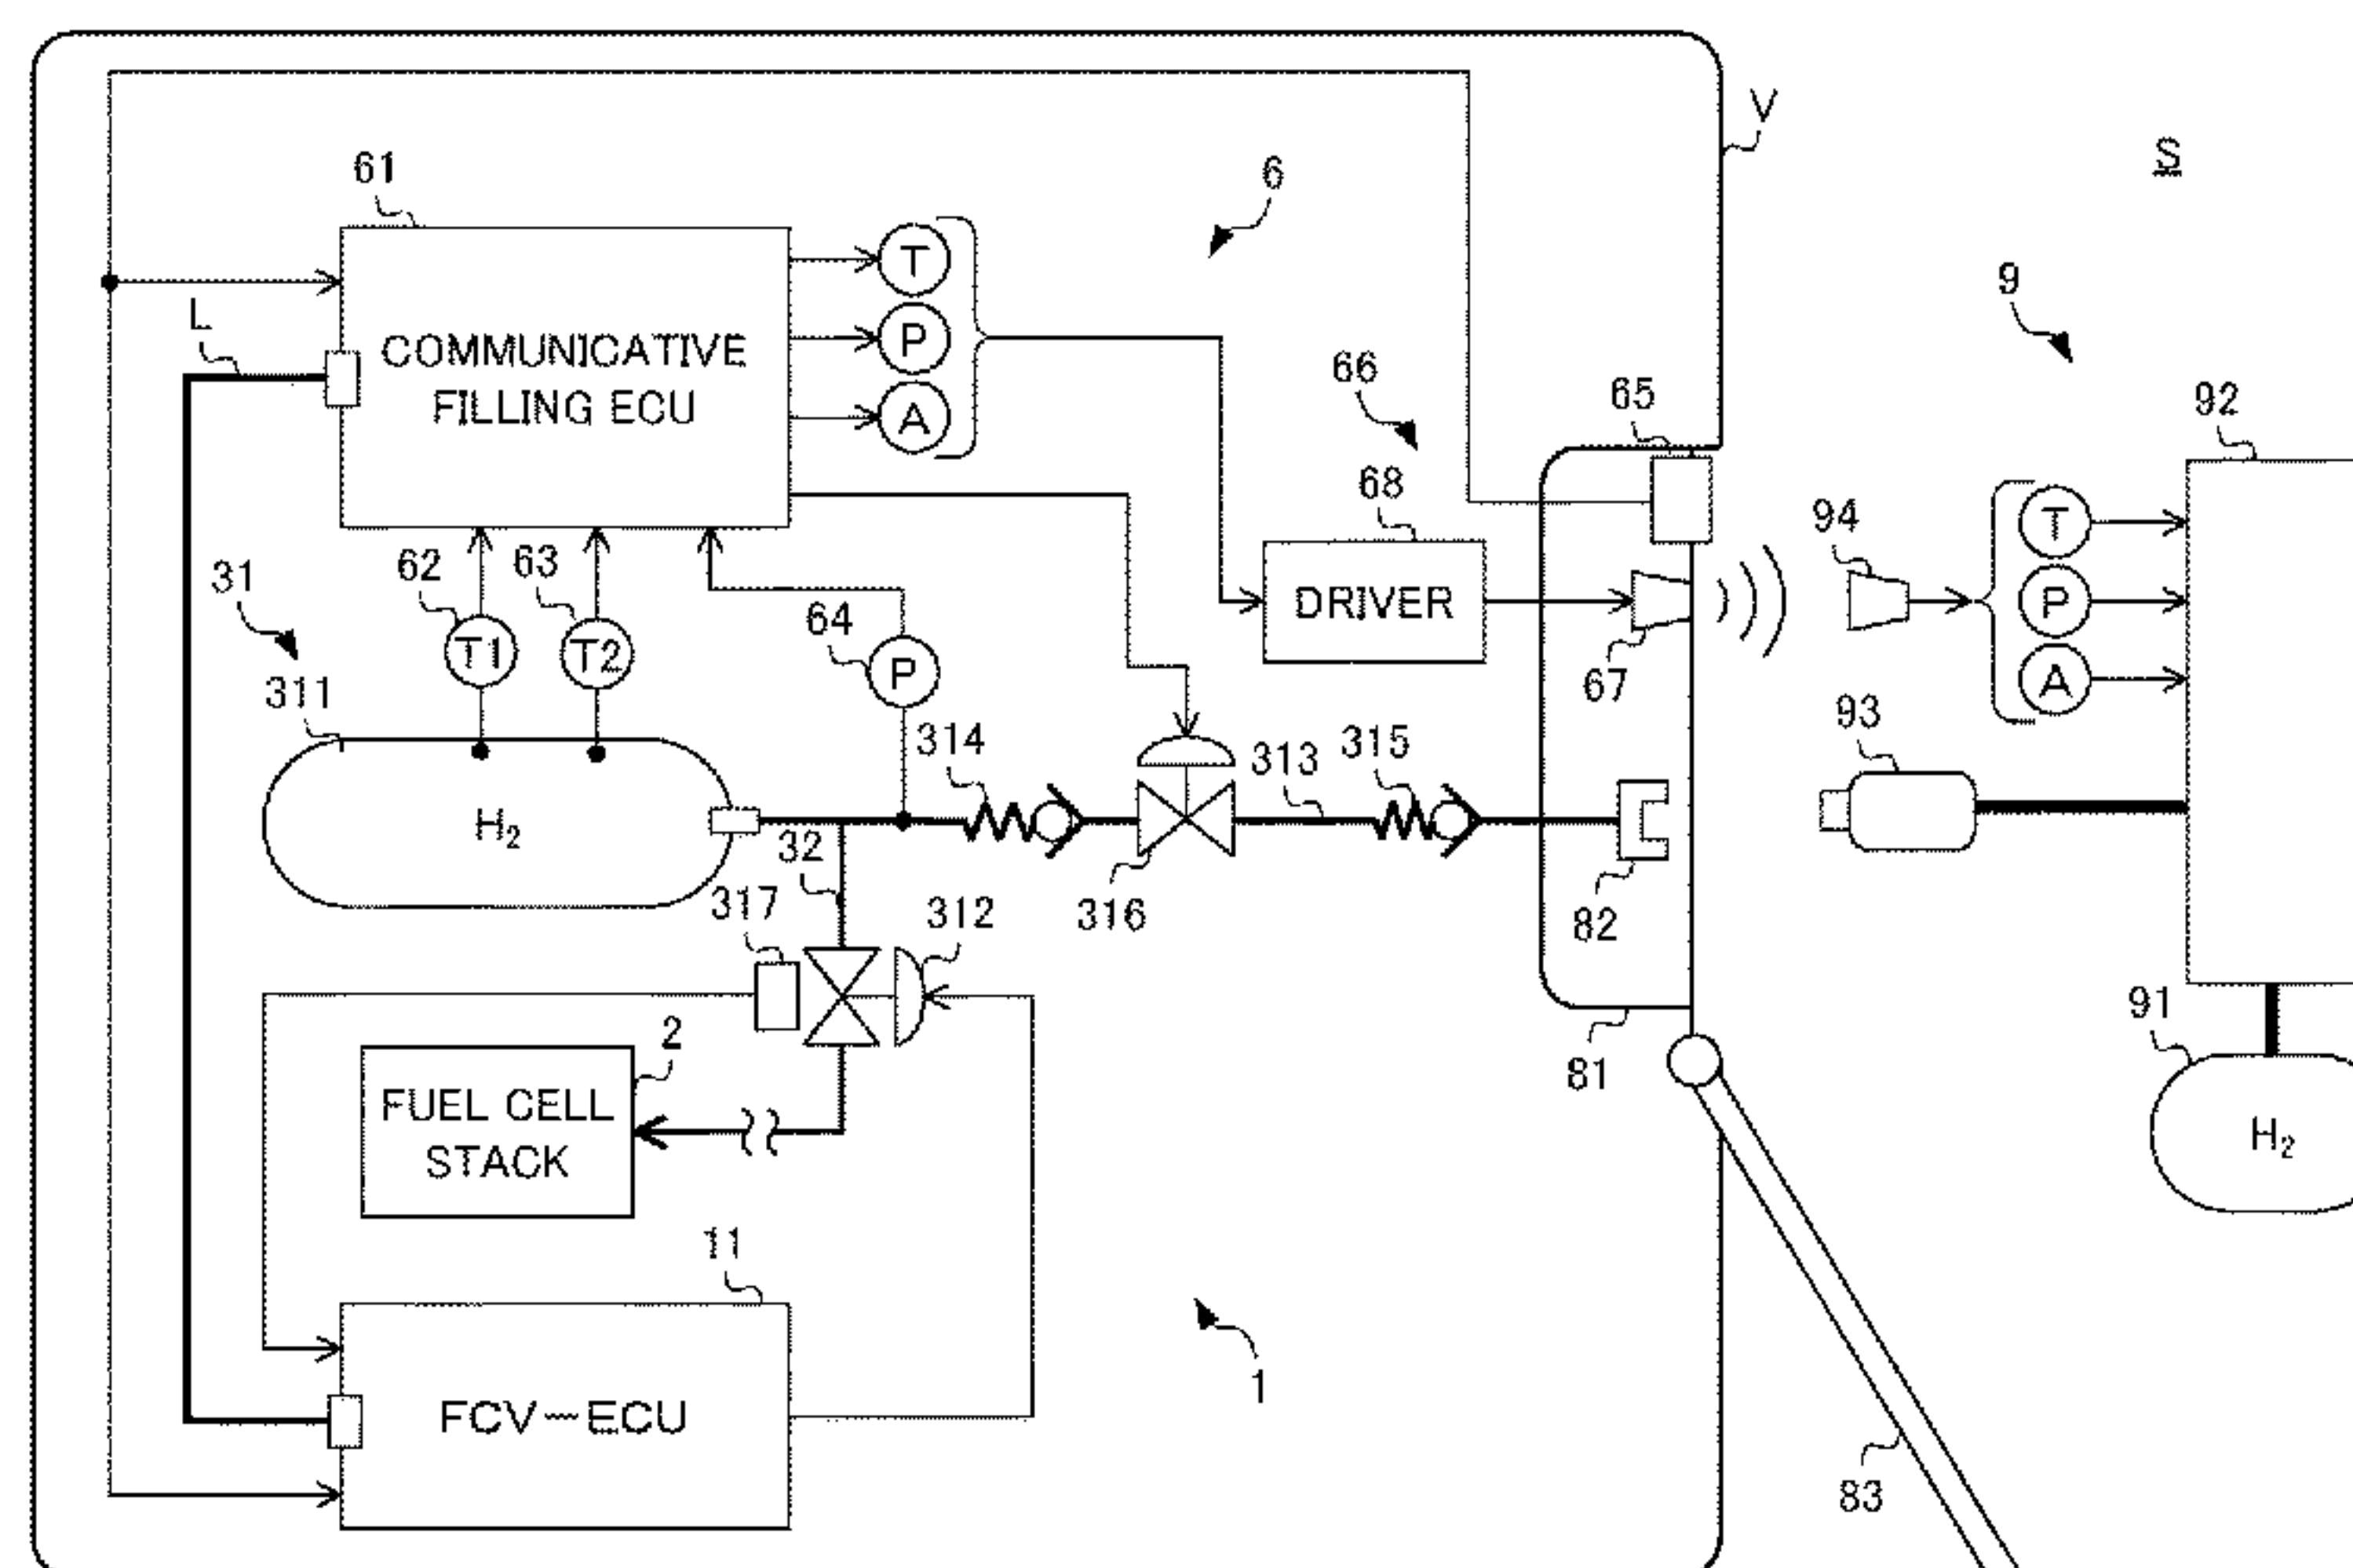 V
S
61
6
T
P
A
9
L
COMMUNICATIVE
FILLING ECU
66
65
92
68
94
T
P
A
62
63
31
T1
T2
64
P
DRIVER
67
311
93
314
313
315
H2
32
316
82
317
312
91
2
81
FUEL CELL
STACK
H2
11
1
FCV-ECU
83